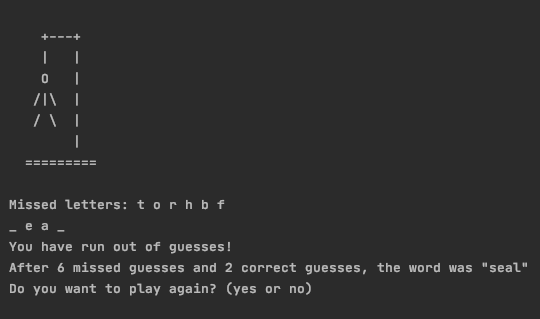 +---+
    |   |
    O   |
   /|\  |
   / \  |
        |
  =========
Missed letters: t o r h b f
_ e a _
You have run out of guesses!
After 6 missed guesses and 2 correct guesses, the word was "seal"
Do you want to play again? (yes or no)